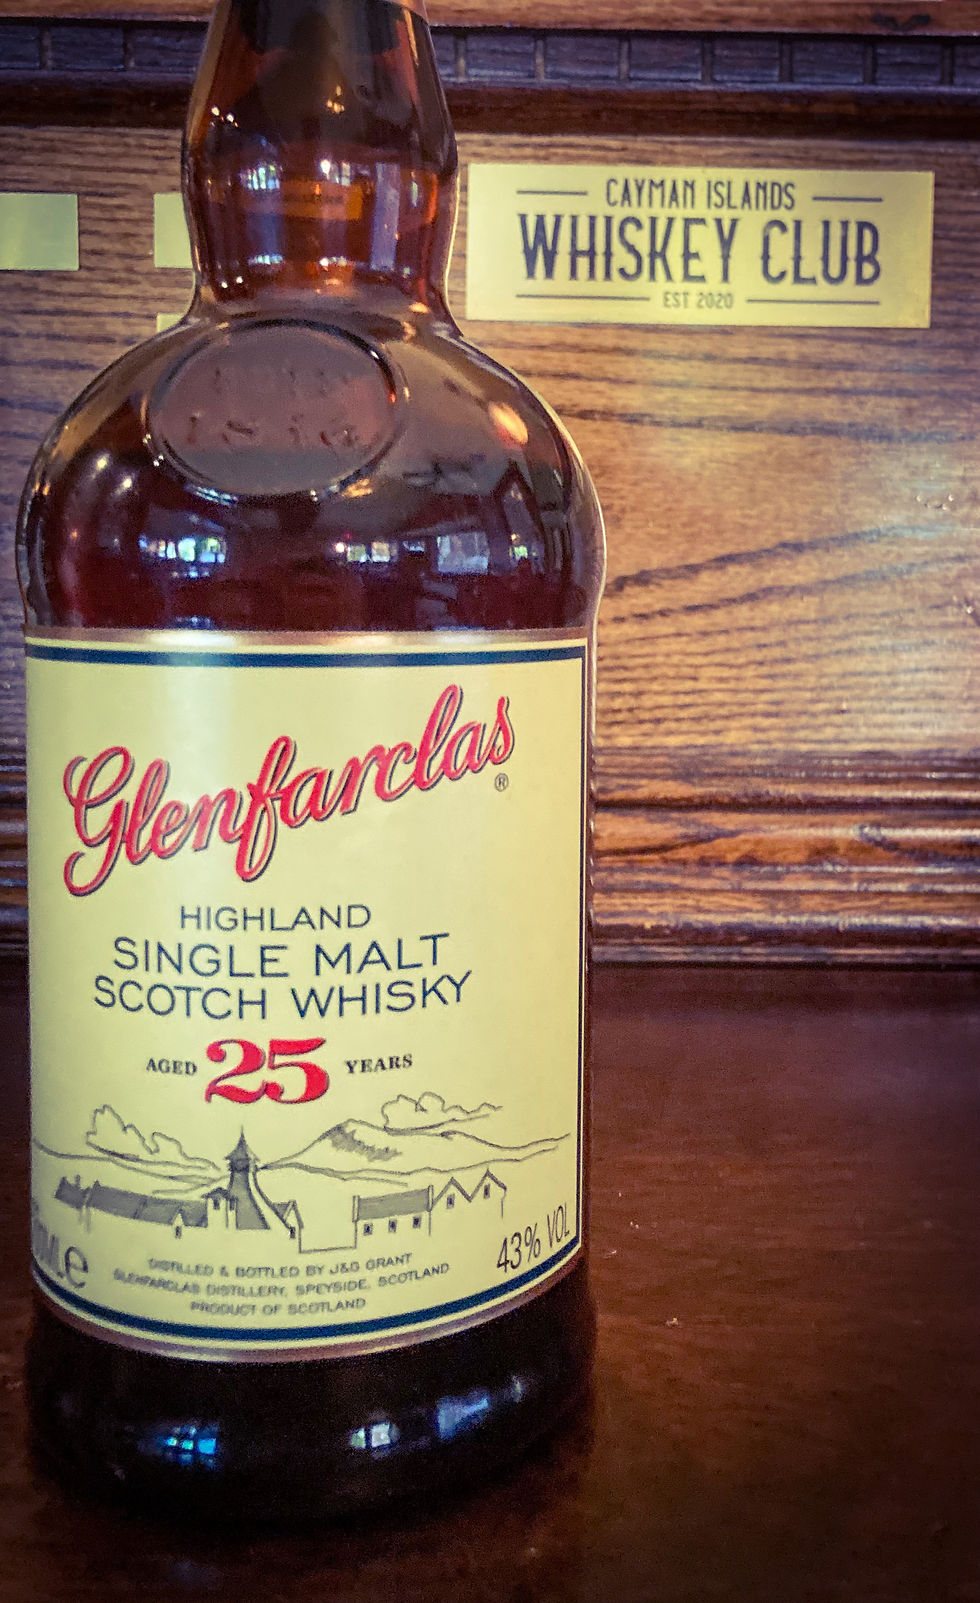 CAYMAN ISLANDS
WHISKEY CLUB
EST 2020
Glenfarclas®
HIGHLAND
SINGLE MALT
SCOTCH WHISKY
AGED 25 YEARS
43% VOL
DISTILLED & BOTTLED BY J&G GRANT
GLENFARCLAS DISTILLERY, SPEYSIDE, SCOTLAND
PRODUCT OF SCOTLAND